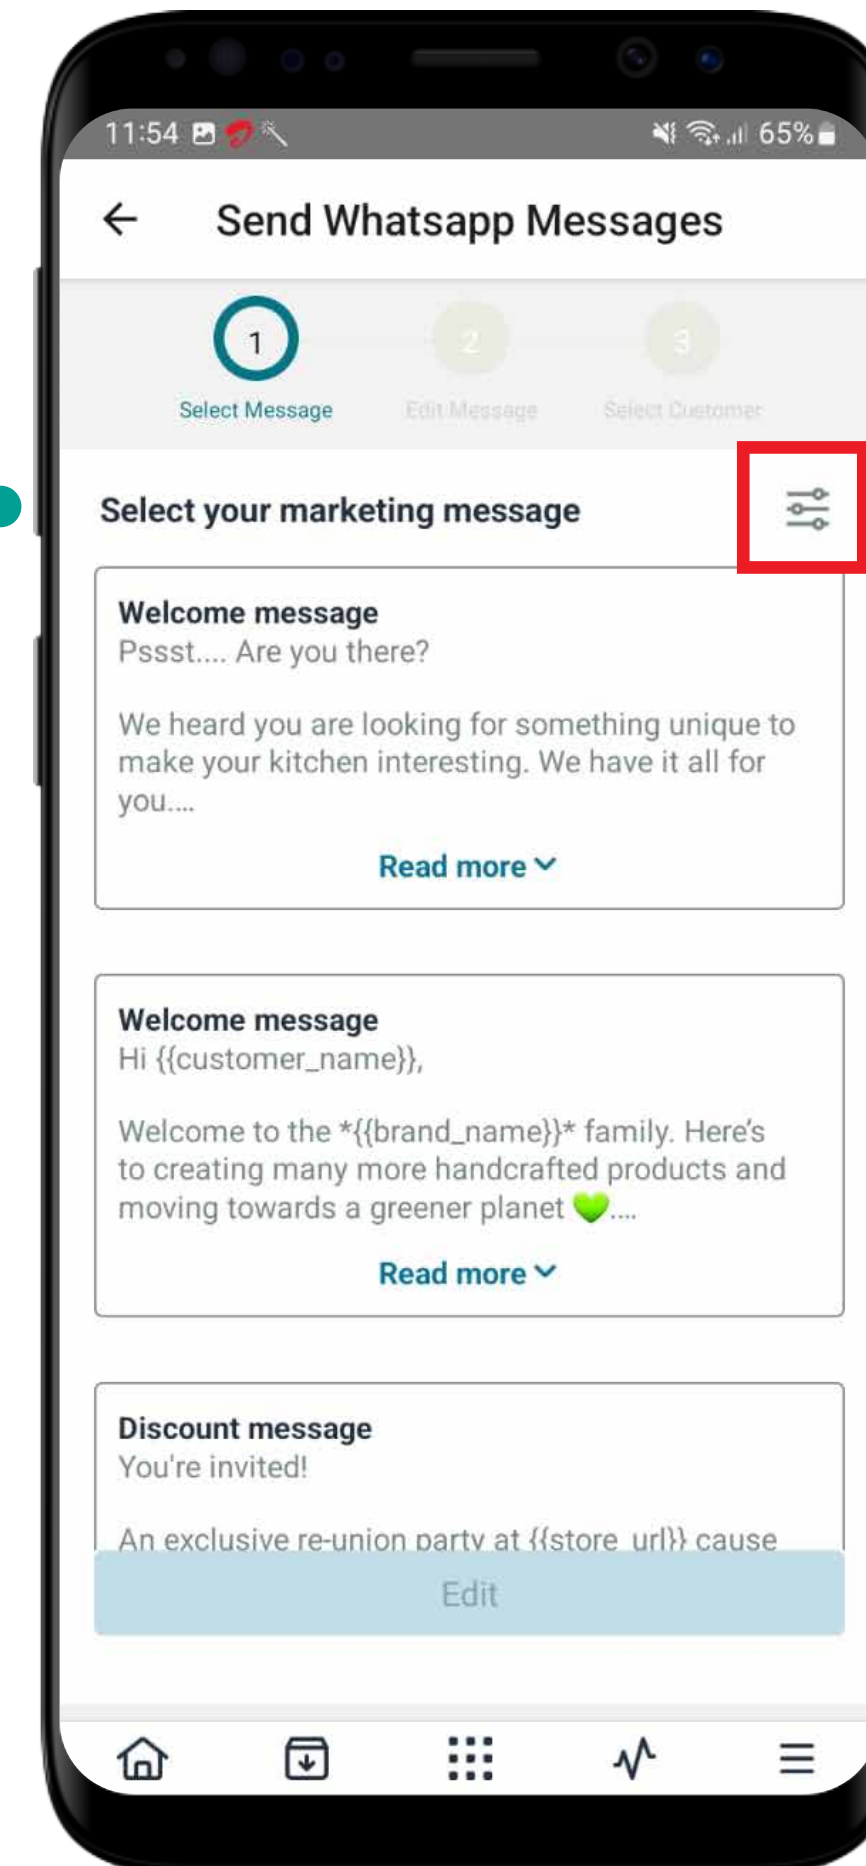 11:54
65%
Send Whatsapp Messages
1
2
3
Select Message
Edit Message
Select Customer
Select your marketing message
Welcome message
Pssst.... Are you there?
We heard you are looking for something unique to
make your kitchen interesting. We have it all for
you....
Read more
Welcome message
Hi {{customer_name}},
Welcome to the *{{brand_name}}* family. Here's
to creating many more handcrafted products and
moving towards a greener planet 💚....
Read more
Discount message
You're invited!
An exclusive re-union party at {{store_url}} cause
Edit